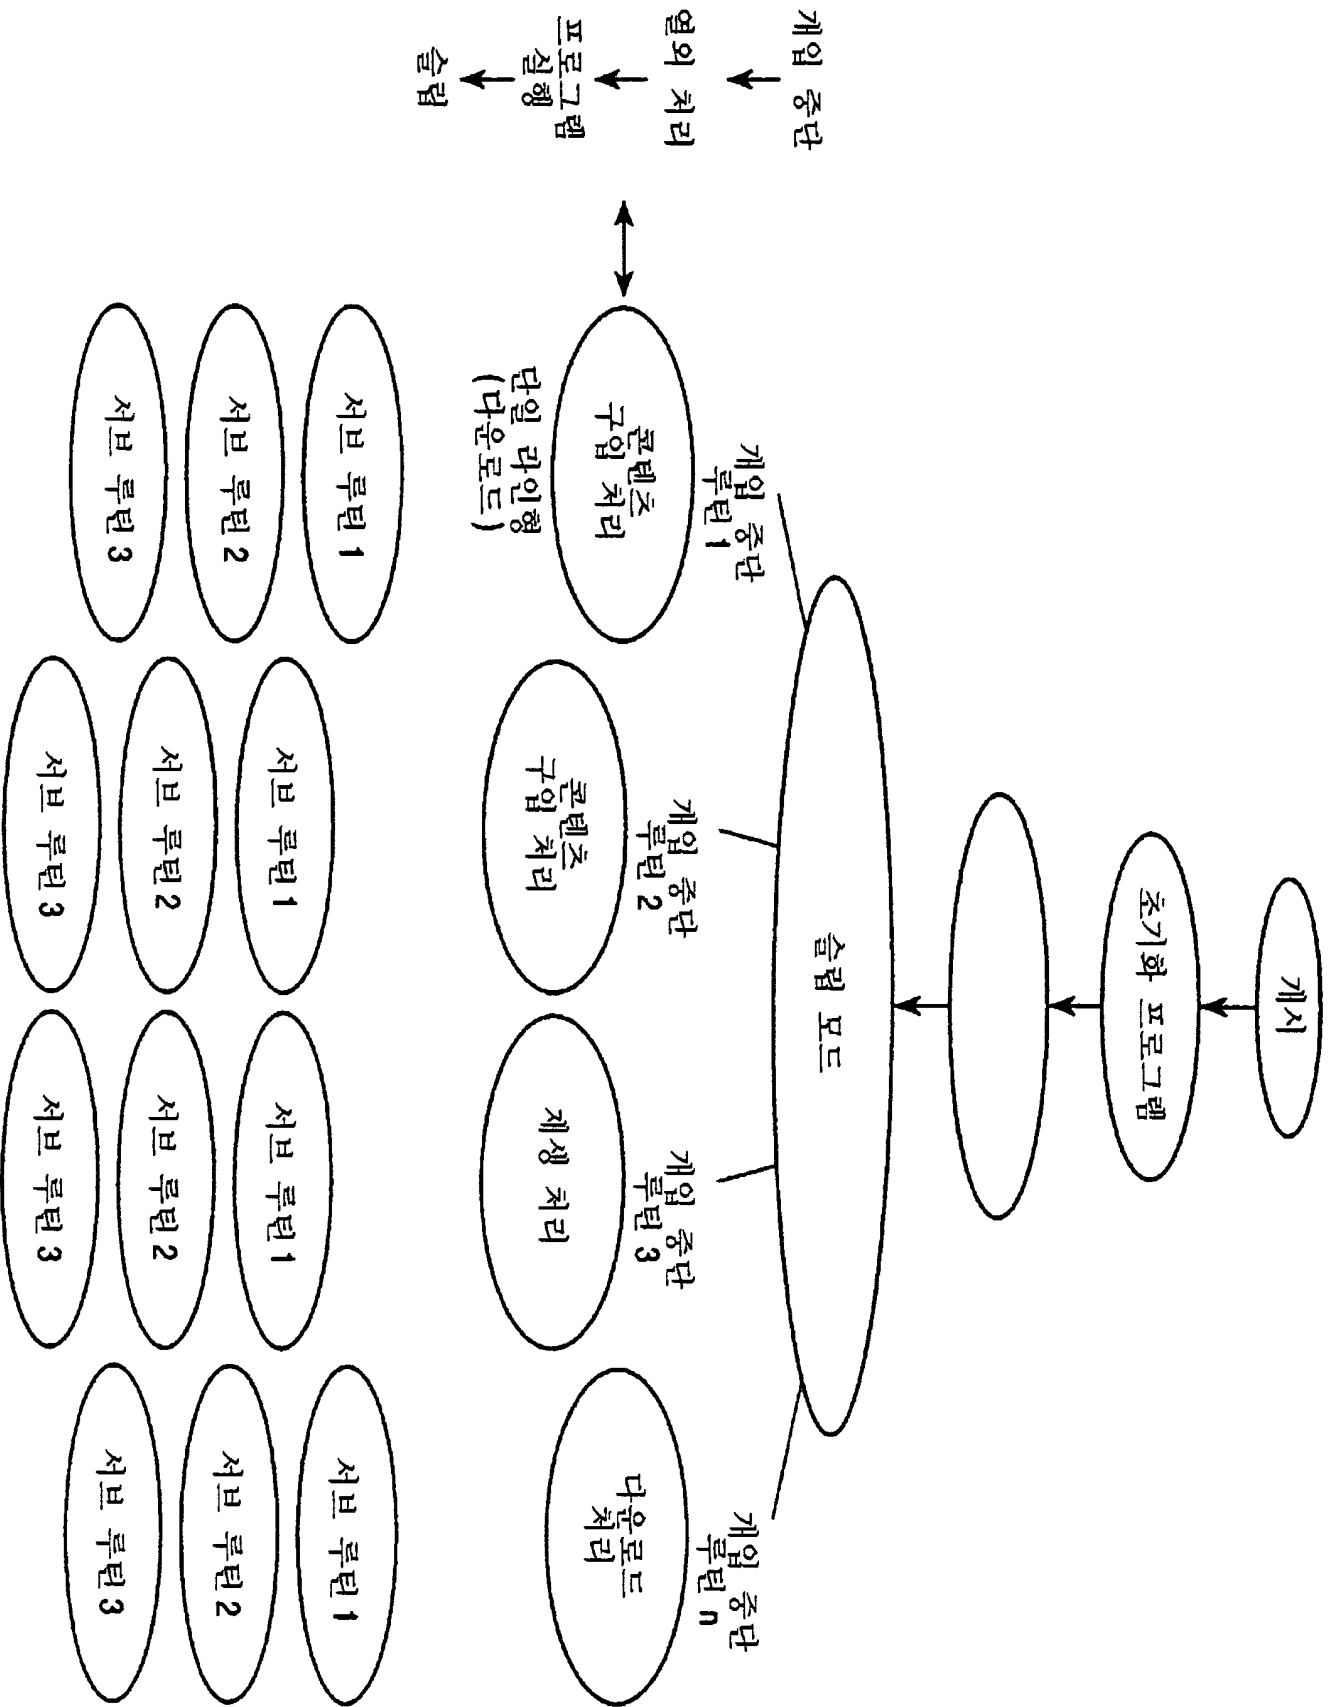 개시
초기화 프로그램
슬립 모드
개입 중단
열외 처리
프로그램
실행
슬립
개입 중단
루틴 1
콘텐츠
구입 처리
단일 라인형
(다운로드)
서브 루틴 1
서브 루틴 2
서브 루틴 3
개입 중단
루틴 2
콘텐츠
구입 처리
서브 루틴 1
서브 루틴 2
서브 루틴 3
개입 중단
루틴 3
재생 처리
서브 루틴 1
서브 루틴 2
서브 루틴 3
개입 중단
루틴 n
다운로드
처리
서브 루틴 1
서브 루틴 2
서브 루틴 3